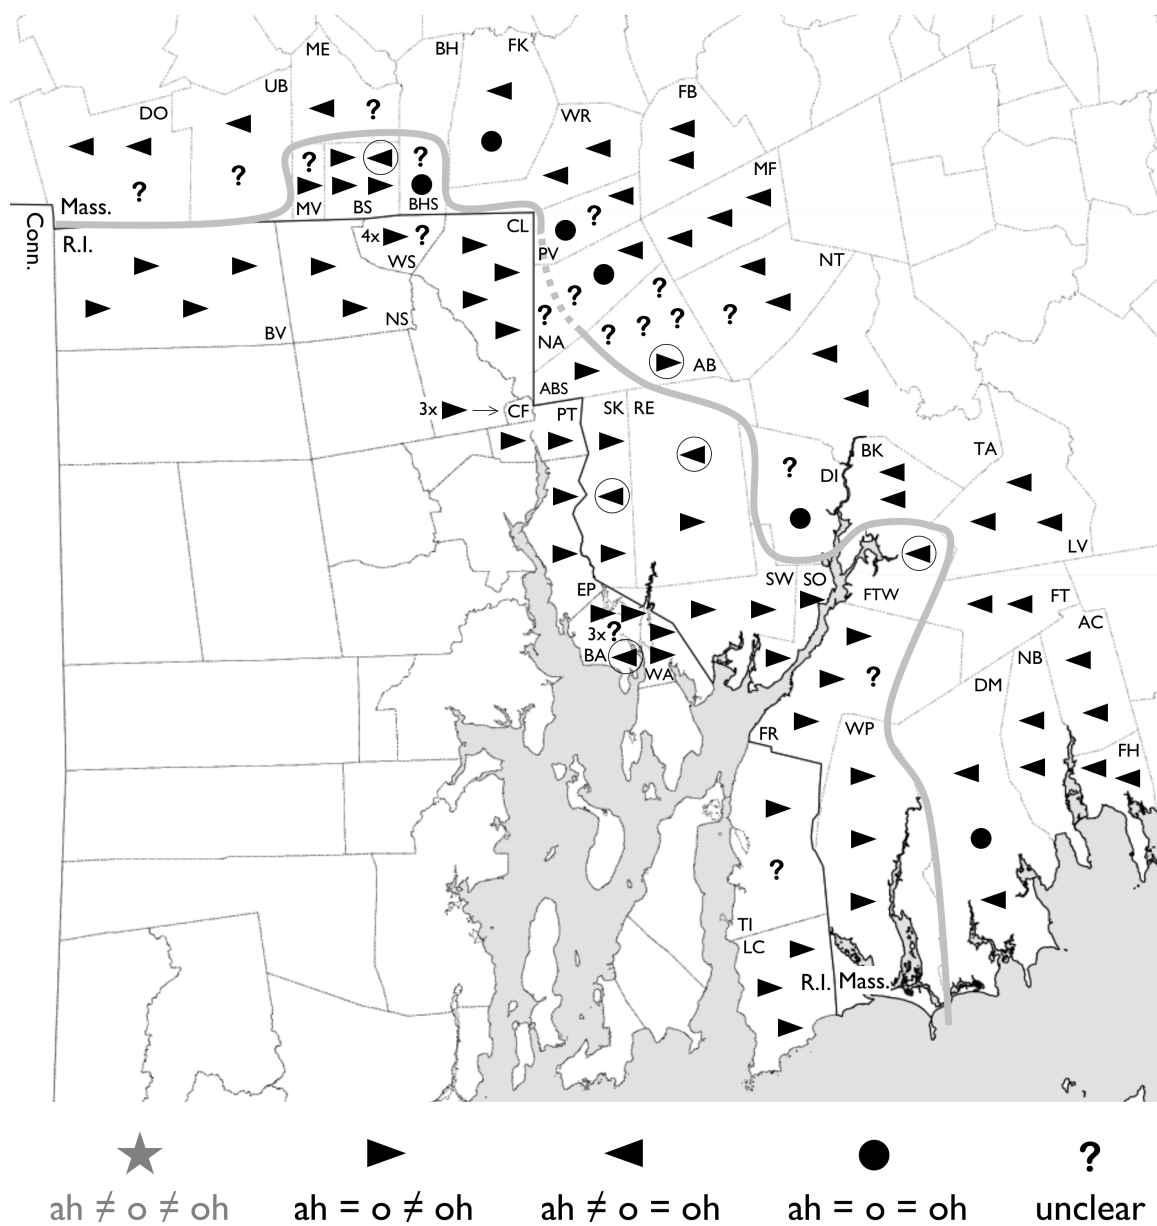 ME
BH
FK
UB
FB
DO
?
WR
?
?
MF
?
?
Mass.
MV
BS
BHS
?
Conn.
R.I.
4x
?
CL
WS
PV
NT
?
?
?
?
?
?
?
BV
NS
NA
AB
ABS
3x
CF
PT
SK
RE
BK
TA
?
DI
LV
SW
SO
EP
FTW
FT
3x
?
AC
BA
WA
NB
?
DM
FR
WP
FH
?
TI
LC
R.I.
Mass.
?
ah ≠ o ≠ oh
ah = o ≠ oh
ah ≠ o = oh
ah = o = oh
unclear